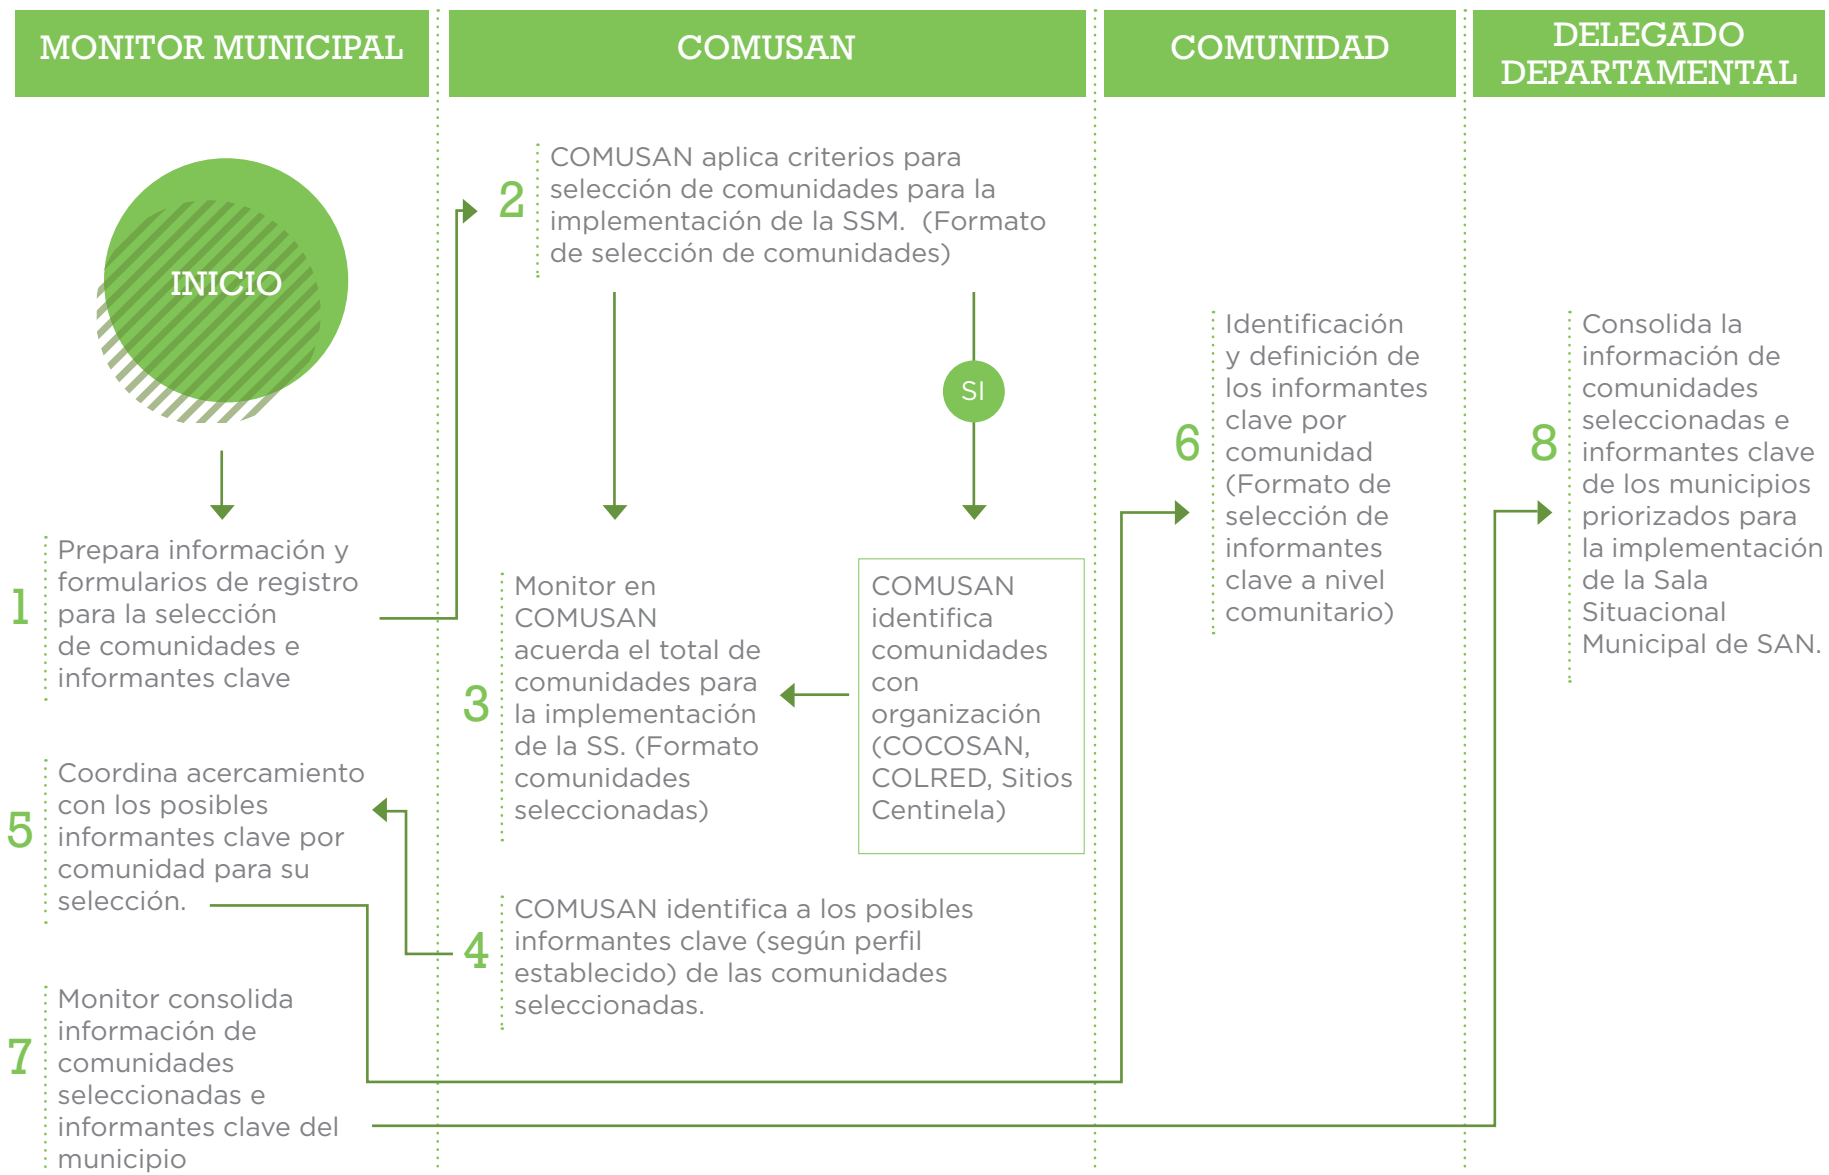 MONITOR MUNICIPAL
COMUSAN
COMUNIDAD
DELEGADO
DEPARTAMENTAL
INICIO
1
Prepara información y
formularios de registro
para la selección
de comunidades e
informantes clave
2
COMUSAN aplica criterios para
selección de comunidades para la
implementación de la SSM. (Formato
de selección de comunidades)
SI
COMUSAN
identifica
comunidades
con
organización
(COCOSAN,
COLRED, Sitios
Centinela)
3
Monitor en
COMUSAN
acuerda el total de
comunidades para
la implementación
de la SS. (Formato
comunidades
seleccionadas)
4
COMUSAN identifica a los posibles
informantes clave (según perfil
establecido) de las comunidades
seleccionadas.
5
Coordina acercamiento
con los posibles
informantes clave por
comunidad para su
selección.
6
Identificación
y definición de
los informantes
clave por
comunidad
(Formato de
selección de
informantes
clave a nivel
comunitario)
7
Monitor consolida
información de
comunidades
seleccionadas e
informantes clave del
municipio
8
Consolida la
información de
comunidades
seleccionadas e
informantes clave
de los municipios
priorizados para
la implementación
de la Sala
Situacional
Municipal de SAN.